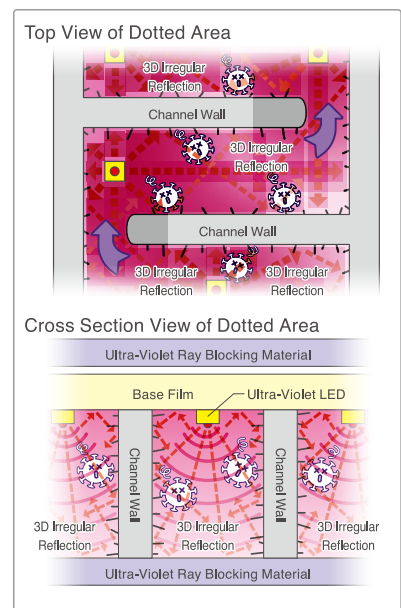 Top View of Dotted Area
3D Irregular
Reflection
Channel Wall
3D Irregular
Reflection
Channel Wall
3D Irregular
Reflection
3D Irregular
Reflection
Cross Section View of Dotted Area
Ultra-Violet Ray Blocking Material
Base Film
Ultra-Violet LED
Channel Wall
Channel Wall
3D Irregular
Reflection
3D Irregular
Reflection
3D Irregular
Reflection
Ultra-Violet Ray Blocking Material